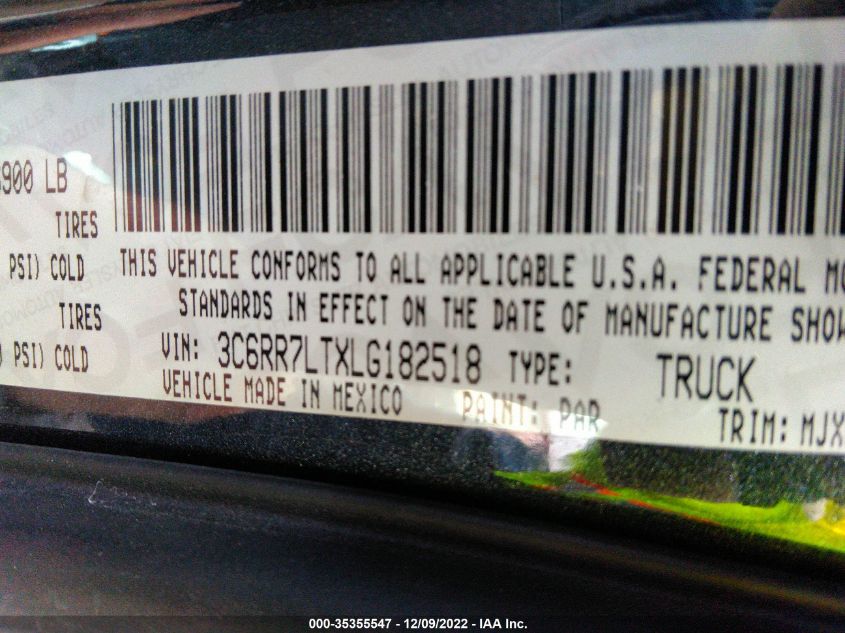 900 LB
TIRES
PSI) COLD
TIRES
PSI) COLD
THIS VEHICLE CONFORMS TO ALL APPLICABLE U.S.A. FEDERAL MO
STANDARDS IN EFFECT ON THE DATE OF MANUFACTURE SHOW
VIN: 3C6RR7LTXLG182518 TYPE: TRUCK
VEHICLE MADE IN MEXICO PAINT: PAR TRIM: MJX
000-35355547 - 12/09/2022 - IAA Inc.